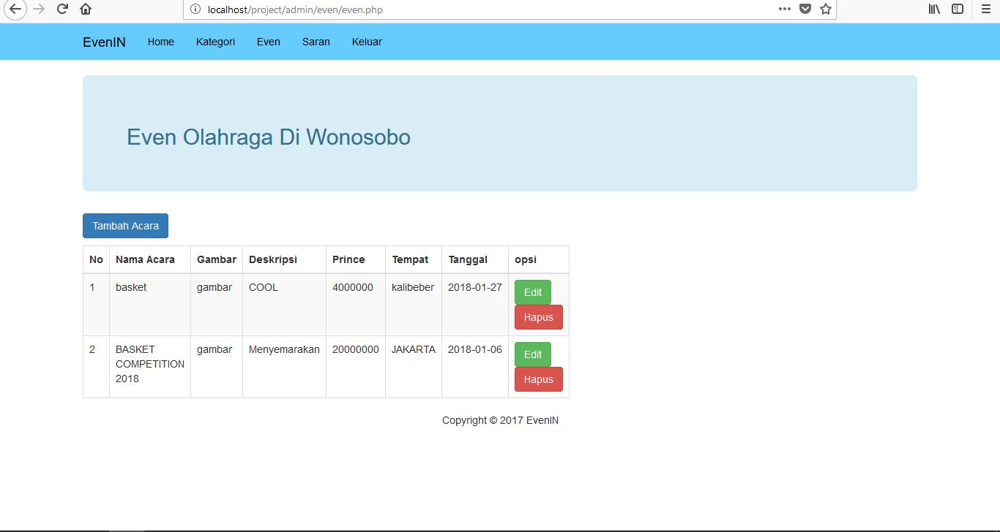 localhost/project/admin/even/even.php
EvenIN Home Kategori Even Saran Keluar
Even Olahraga Di Wonosobo
Tambah Acara
No Nama Acara Gambar Deskripsi Prince Tempat Tanggal opsi
1 basket gambar COOL 4000000 kalibeber 2018-01-27 Edit
Hapus
2 BASKET gambar Menyemarakan 20000000 JAKARTA 2018-01-06 Edit
COMPETITION
2018 Hapus
Copyright © 2017 EvenIN